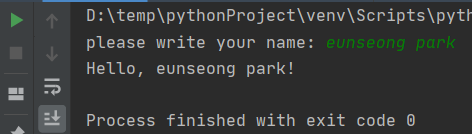 D:\temp\pythonProject\venv\Scripts\pyth
please write your name: eunseong park
Hello, eunseong park!
Process finished with exit code 0